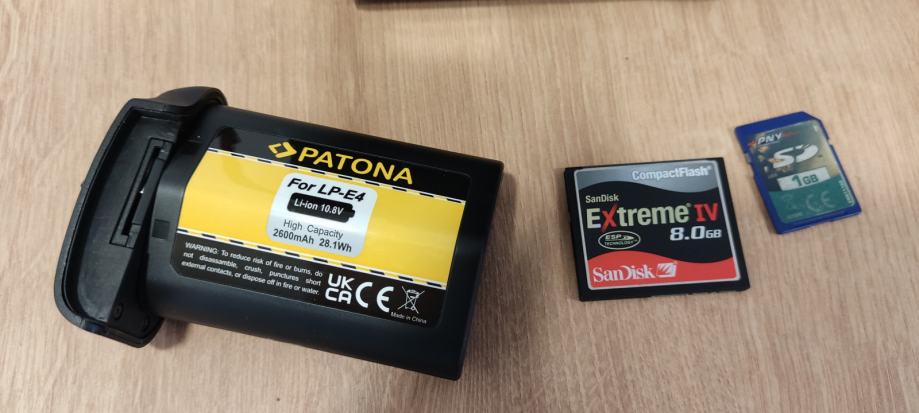 PATONA
For LP-E4
Li-ion 10.8V
High Capacity
2600mAh 28.1Wh
WARNING: To reduce risk of fire or burns, do
not disassemble, crush, punctures short
external contacts, or dispose off in fire or water.
UK
CA CE
Made in China
CompactFlash®
SanDisk
Extreme® IV
ESP
TECHNOLOGY
8.0GB
SanDisk
PNY
SD
1GB
CE